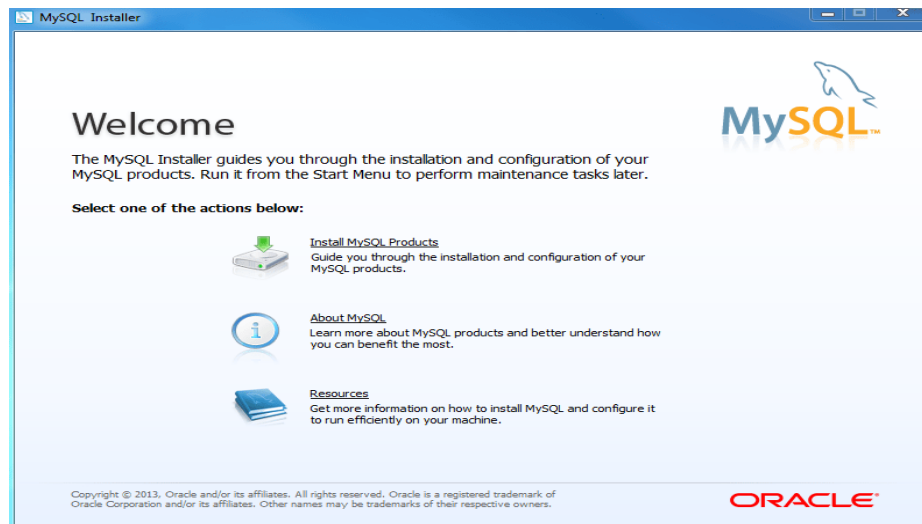 MySQL Installer
MySQL™
Welcome
The MySQL Installer guides you through the installation and configuration of your
MySQL products. Run it from the Start Menu to perform maintenance tasks later.
Select one of the actions below:
Install MySQL Products
Guide you through the installation and configuration of your
MySQL products.
About MySQL
Learn more about MySQL products and better understand how
you can benefit the most.
Resources
Get more information on how to install MySQL and configure it
to run efficiently on your machine.
Copyright © 2013, Oracle and/or its affiliates. All rights reserved. Oracle is a registered trademark of
Oracle Corporation and/or its affiliates. Other names may be trademarks of their respective owners.
ORACLE